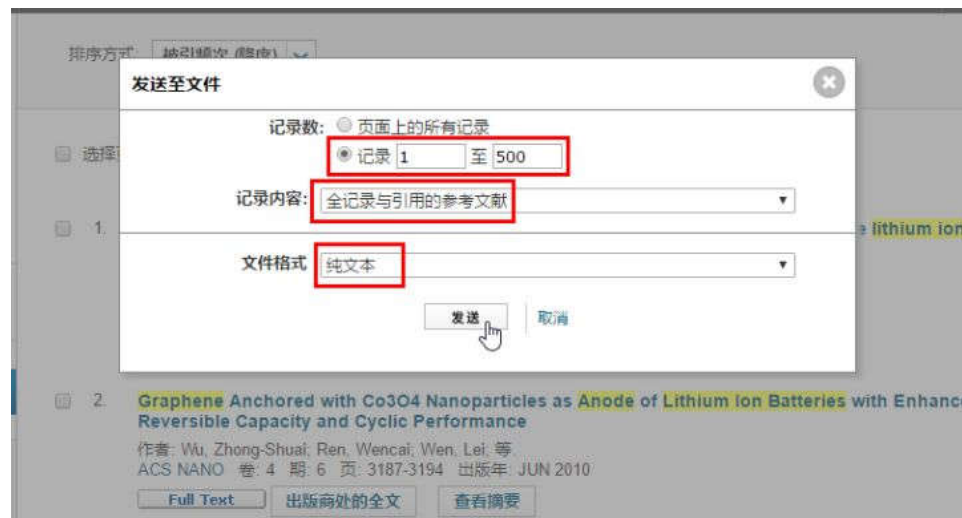 排序方式: 被引频次 (降序)
发送至文件
记录数: 页面上的所有记录
记录 1 至 500
选择
记录内容: 全记录与引用的参考文献
1.
lithium ion
文件格式 纯文本
发送 取消
2. Graphene Anchored with Co3O4 Nanoparticles as Anode of Lithium Ion Batteries with Enhanc
Reversible Capacity and Cyclic Performance
作者: Wu, Zhong-Shuai; Ren, Wencai; Wen, Lei; 等.
ACS NANO 卷: 4 期: 6 页: 3187-3194 出版年: JUN 2010
Full Text 出版商处的全文 查看摘要